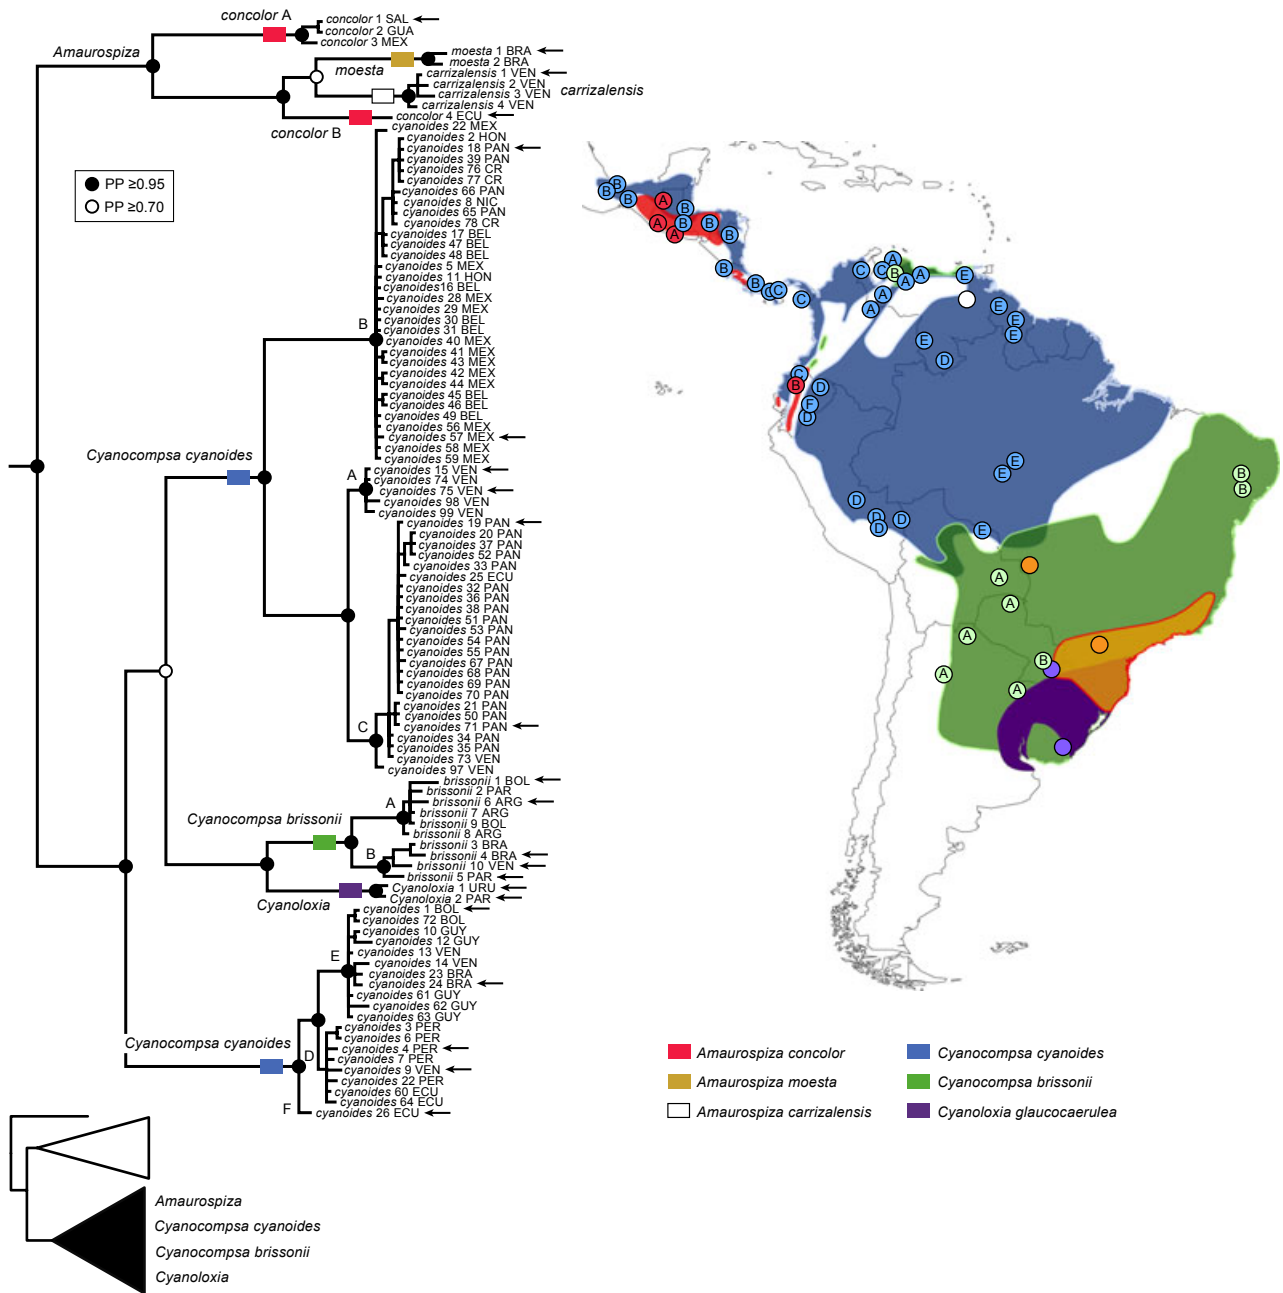 concolor A
concolor 1 SAL
concolor 2 GUA
concolor 3 MEX
Amaurospiza
moesta 1 BRA
moesta 2 BRA
moesta
carrizalensis 1 VEN
carrizalensis 2 VEN
carrizalensis 3 VEN
carrizalensis
carrizalensis 4 VEN
concolor 4 ECU
concolor B
cyanoides 22 MEX
cyanoides 2 HON
cyanoides 18 PAN
cyanoides 39 PAN
cyanoides 76 CR
cyanoides 77 CR
cyanoides 66 PAN
cyanoides 8 NIC
cyanoides 65 PAN
cyanoides 78 CR
cyanoides 17 BEL
cyanoides 47 BEL
cyanoides 48 BEL
cyanoides 5 MEX
cyanoides 11 HON
cyanoides16 BEL
cyanoides 28 MEX
cyanoides 29 MEX
cyanoides 30 BEL
B
cyanoides 31 BEL
cyanoides 40 MEX
cyanoides 41 MEX
cyanoides 43 MEX
cyanoides 42 MEX
cyanoides 44 MEX
cyanoides 45 BEL
cyanoides 46 BEL
cyanoides 49 BEL
cyanoides 56 MEX
cyanoides 57 MEX
cyanoides 58 MEX
cyanoides 59 MEX
Cyanocompsa cyanoides
A
cyanoides 15 VEN
cyanoides 74 VEN
cyanoides 75 VEN
cyanoides 98 VEN
cyanoides 99 VEN
cyanoides 19 PAN
cyanoides 20 PAN
cyanoides 37 PAN
cyanoides 52 PAN
cyanoides 33 PAN
cyanoides 25 ECU
cyanoides 32 PAN
cyanoides 36 PAN
cyanoides 38 PAN
cyanoides 51 PAN
cyanoides 53 PAN
cyanoides 54 PAN
cyanoides 55 PAN
cyanoides 67 PAN
cyanoides 68 PAN
cyanoides 69 PAN
cyanoides 70 PAN
cyanoides 21 PAN
cyanoides 50 PAN
C
cyanoides 71 PAN
cyanoides 34 PAN
cyanoides 35 PAN
cyanoides 73 VEN
cyanoides 97 VEN
brissonii 1 BOL
brissonii 2 PAR
A
brissonii 6 ARG
brissonii 7 ARG
brissonii 9 BOL
brissonii 8 ARG
Cyanocompsa brissonii
brissonii 3 BRA
B
brissonii 4 BRA
brissonii 10 VEN
brissonii 5 PAR
Cyanoloxia 1 URU
Cyanoloxia 2 PAR
Cyanoloxia
cyanoides 1 BOL
cyanoides 72 BOL
cyanoides 10 GUY
cyanoides 12 GUY
cyanoides 13 VEN
E
cyanoides 14 VEN
cyanoides 23 BRA
cyanoides 24 BRA
cyanoides 61 GUY
cyanoides 62 GUY
cyanoides 63 GUY
cyanoides 3 PER
cyanoides 6 PER
Cyanocompsa cyanoides
cyanoides 4 PER
D
cyanoides 7 PER
cyanoides 9 VEN
cyanoides 22 PER
cyanoides 60 ECU
cyanoides 64 ECU
F
cyanoides 26 ECU
PP ≥0.95
PP ≥0.70
B
B
B
A
B
A
B
B
A
B
B
B
C
C
C
A
C
C
B
A
A
E
A
A
E
E
E
E
D
C
B
D
F
D
E
E
D
D
D
D
E
B
B
A
A
A
B
A
A
Amaurospiza concolor
Cyanocompsa cyanoides
Amaurospiza moesta
Cyanocompsa brissonii
Amaurospiza carrizalensis
Cyanoloxia glaucocaerulea
Amaurospiza
Cyanocompsa cyanoides
Cyanocompsa brissonii
Cyanoloxia